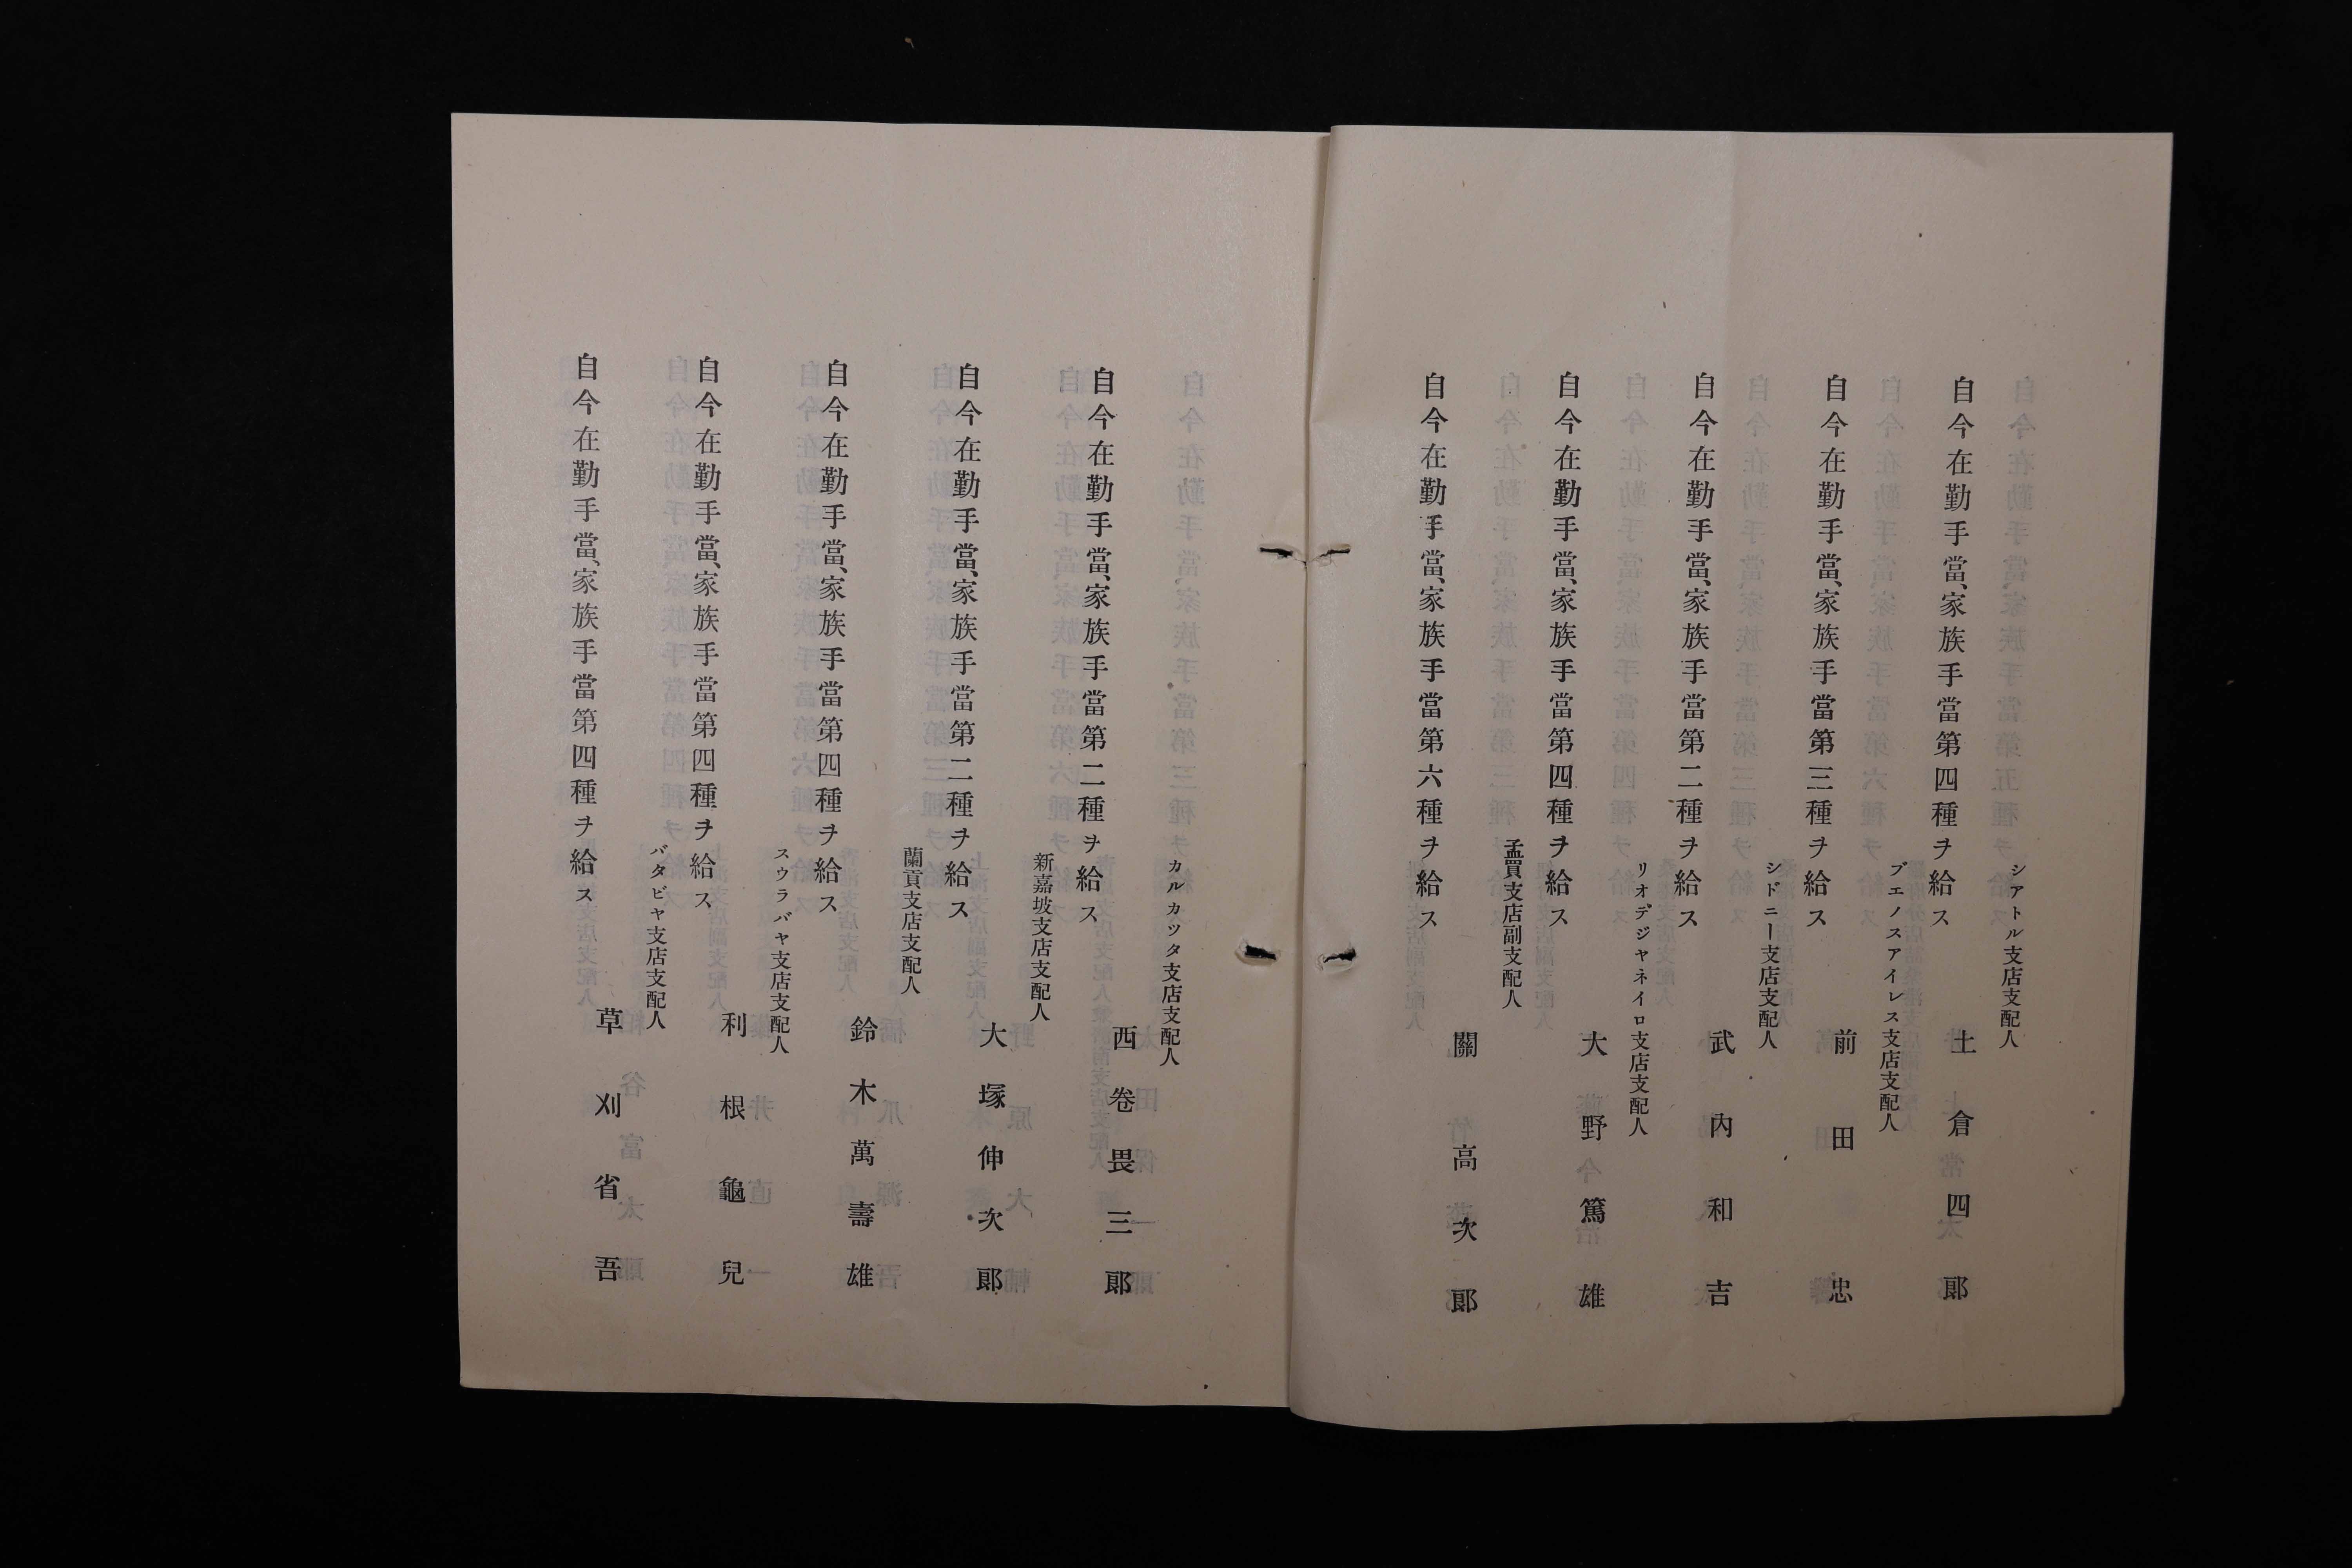 シアトル支店支配人
土倉四郎
自今在勤手當、家族手當第四種ヲ給ス
ブエノスアイレス支店支配人
前田忠
自今在勤手當、家族手當第三種ヲ給ス
シドニー支店支配人
武內和吉
自今在勤手當、家族手當第二種ヲ給ス
リオデジヤネイロ支店支配人
大野篤雄
自今在勤手當、家族手當第四種ヲ給ス
孟買支店副支配人
關高次郞
自今在勤手當、家族手當第六種ヲ給ス
カルカツタ支店支配人
西卷畏三郞
自今在勤手當、家族手當第二種ヲ給ス
新嘉坡支店支配人
大塚伸次郞
自今在勤手當、家族手當第二種ヲ給ス
蘭貢支店支配人
鈴木萬壽雄
自今在勤手當、家族手當第四種ヲ給ス
スウラバヤ支店支配人
利根龜兒
自今在勤手當、家族手當第四種ヲ給ス
バタビヤ支店支配人
草刈省吾
自今在勤手當、家族手當第四種ヲ給ス